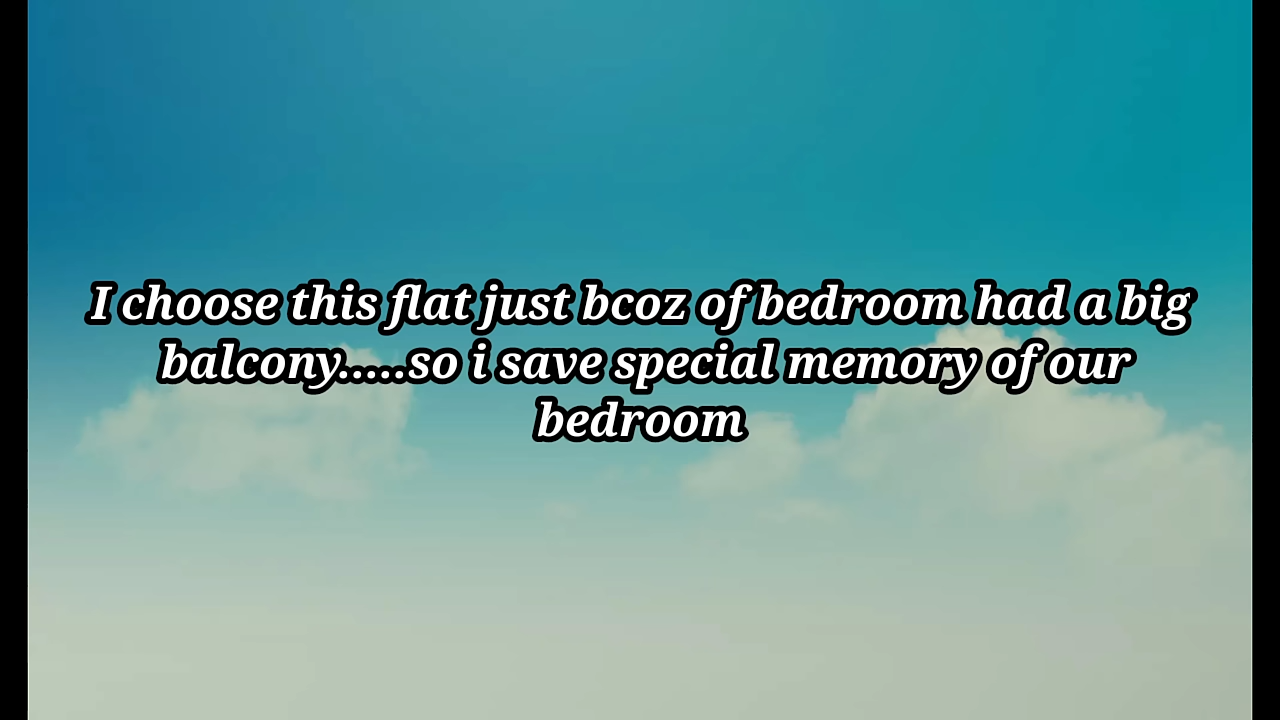 I choose this flat just bcoz of bedroom had a big
balcony.....so i save special memory of our
bedroom